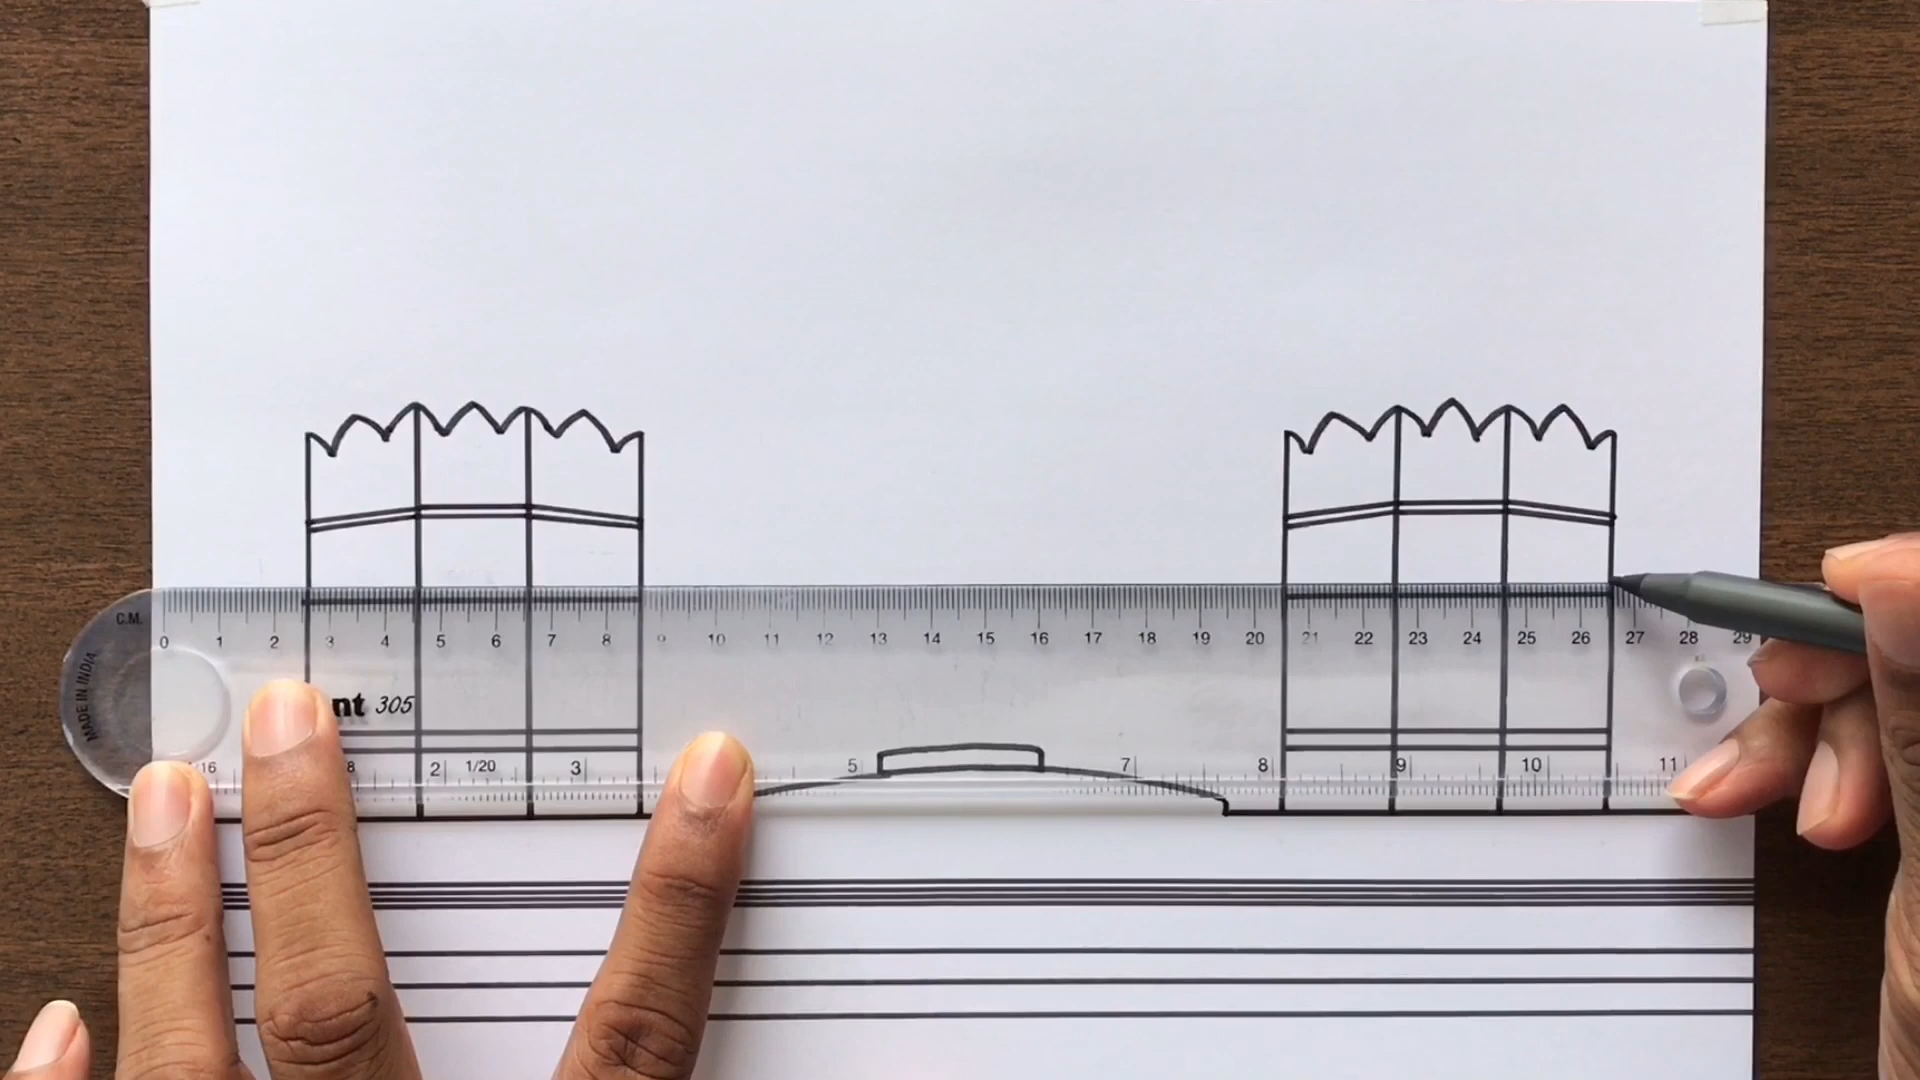 C.M.
0 1 2 3 4 5 6 7 8 9 10 11 12 13 14 15 16 17 18 19 20 21 22 23 24 25 26 27 28 29
MADE IN INDIA
nt 305
1/16 8 2 1/20 3 5 7 8 9 10 11